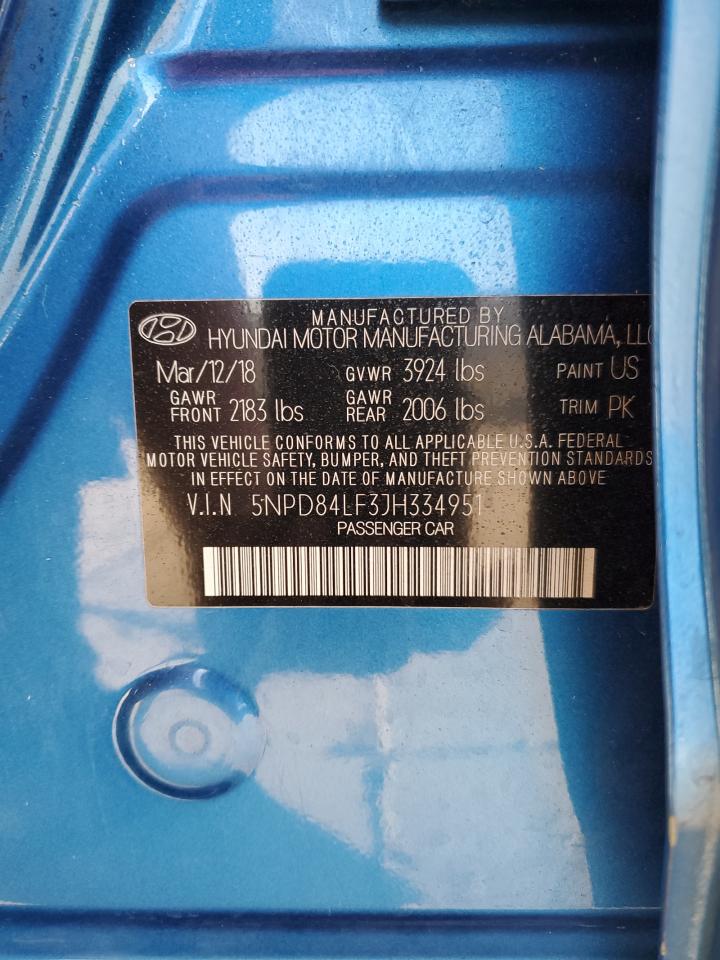 MANUFACTURED BY
HYUNDAI MOTOR MANUFACTURING ALABAMA, LLC
Mar/12/18 GVWR 3924 lbs PAINT US
GAWR FRONT 2183 lbs GAWR REAR 2006 lbs TRIM PK
THIS VEHICLE CONFORMS TO ALL APPLICABLE U.S.A. FEDERAL
MOTOR VEHICLE SAFETY, BUMPER, AND THEFT PREVENTION STANDARDS
IN EFFECT ON THE DATE OF MANUFACTURE SHOWN ABOVE
V.I.N 5NPD84LF3JH334951
PASSENGER CAR